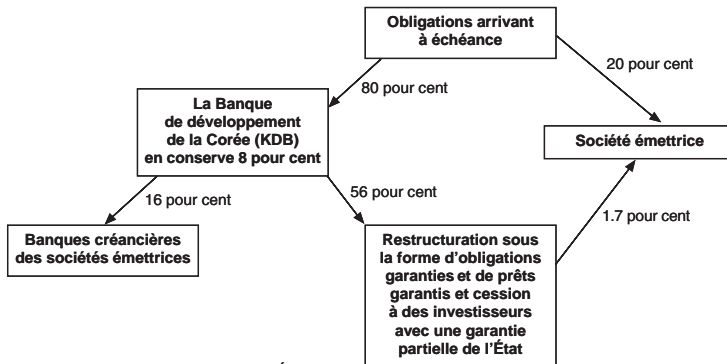 Obligations arrivant
à échéance
20 pour cent
80 pour cent
La Banque
de développement
de la Corée (KDB)
en conserve 8 pour cent
Société émettrice
16 pour cent
56 pour cent
1.7 pour cent
Banques créancières
des sociétés émettrices
Restructuration sous
la forme d'obligations
garanties et de prêts
garantis et cession
à des investisseurs
avec une garantie
partielle de l'État